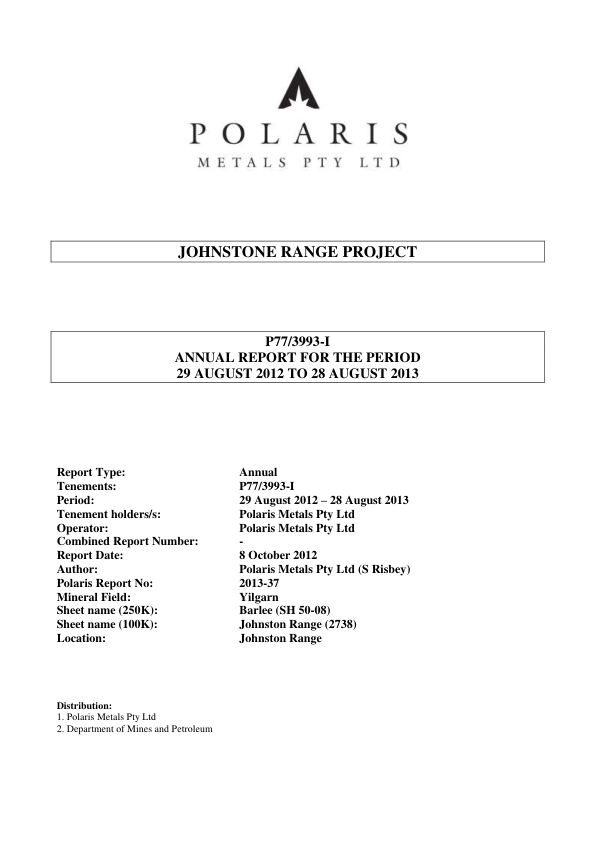 POLARIS
METALS PTY LTD
JOHNSTONE RANGE PROJECT
P77/3993-I
ANNUAL REPORT FOR THE PERIOD
29 AUGUST 2012 TO 28 AUGUST 2013
Report Type: Annual
Tenements: P77/3993-I
Period: 29 August 2012 – 28 August 2013
Tenement holders/s: Polaris Metals Pty Ltd
Operator: Polaris Metals Pty Ltd
Combined Report Number: -
Report Date: 8 October 2012
Author: Polaris Metals Pty Ltd (S Risbey)
Polaris Report No: 2013-37
Mineral Field: Yilgarn
Sheet name (250K): Barlee (SH 50-08)
Sheet name (100K): Johnston Range (2738)
Location: Johnston Range
Distribution:
1. Polaris Metals Pty Ltd
2. Department of Mines and Petroleum